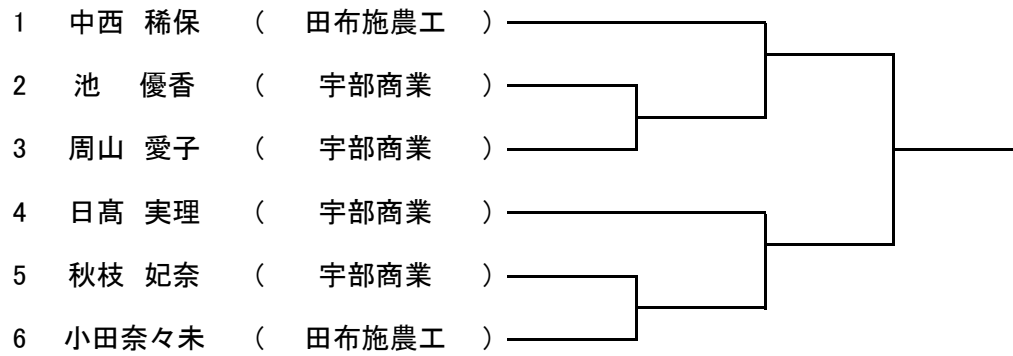 1 中西 稀保 ( 田布施農工 )
2 池 優香 ( 宇部商業 )
3 周山 愛子 ( 宇部商業 )
4 日髙 実理 ( 宇部商業 )
5 秋枝 妃奈 ( 宇部商業 )
6 小田奈々未 ( 田布施農工 )